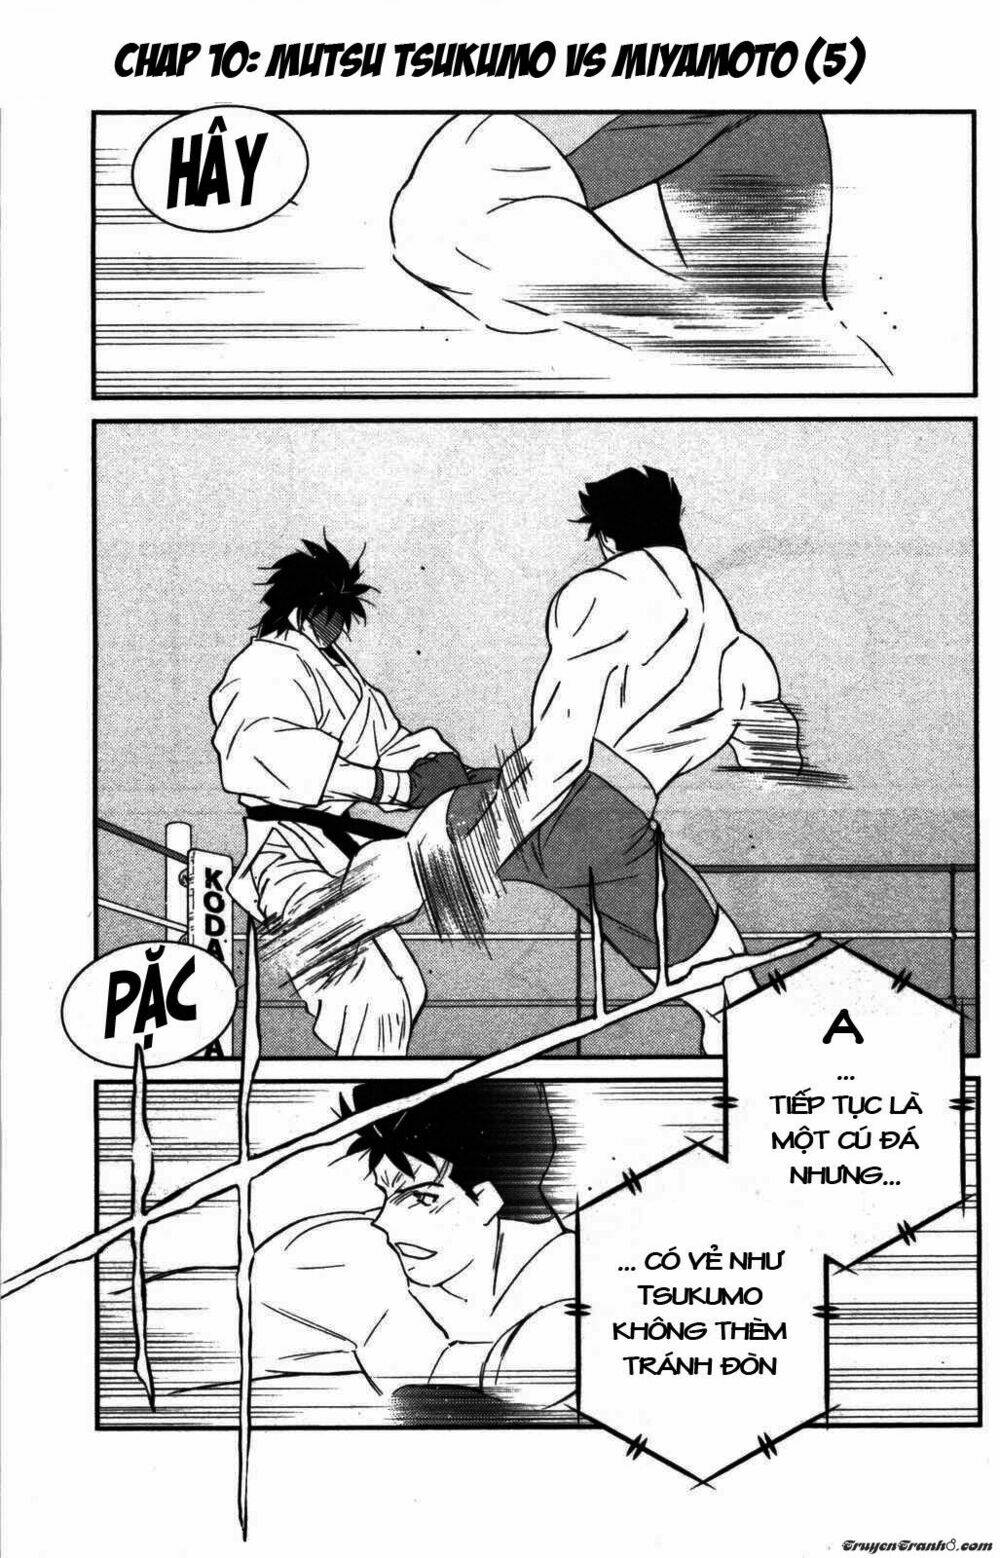 CHAP 10: MUTSU TSUKUMO VS MIYAMOTO (5)
HÂY
KODA
A
PẶC
A
...
TIẾP TỤC LÀ
MỘT CÚ ĐÁ
NHƯNG...
... CÓ VẺ NHƯ
TSUKUMO
KHÔNG THÈM
TRÁNH ĐÒN
TruyenTranh8.com